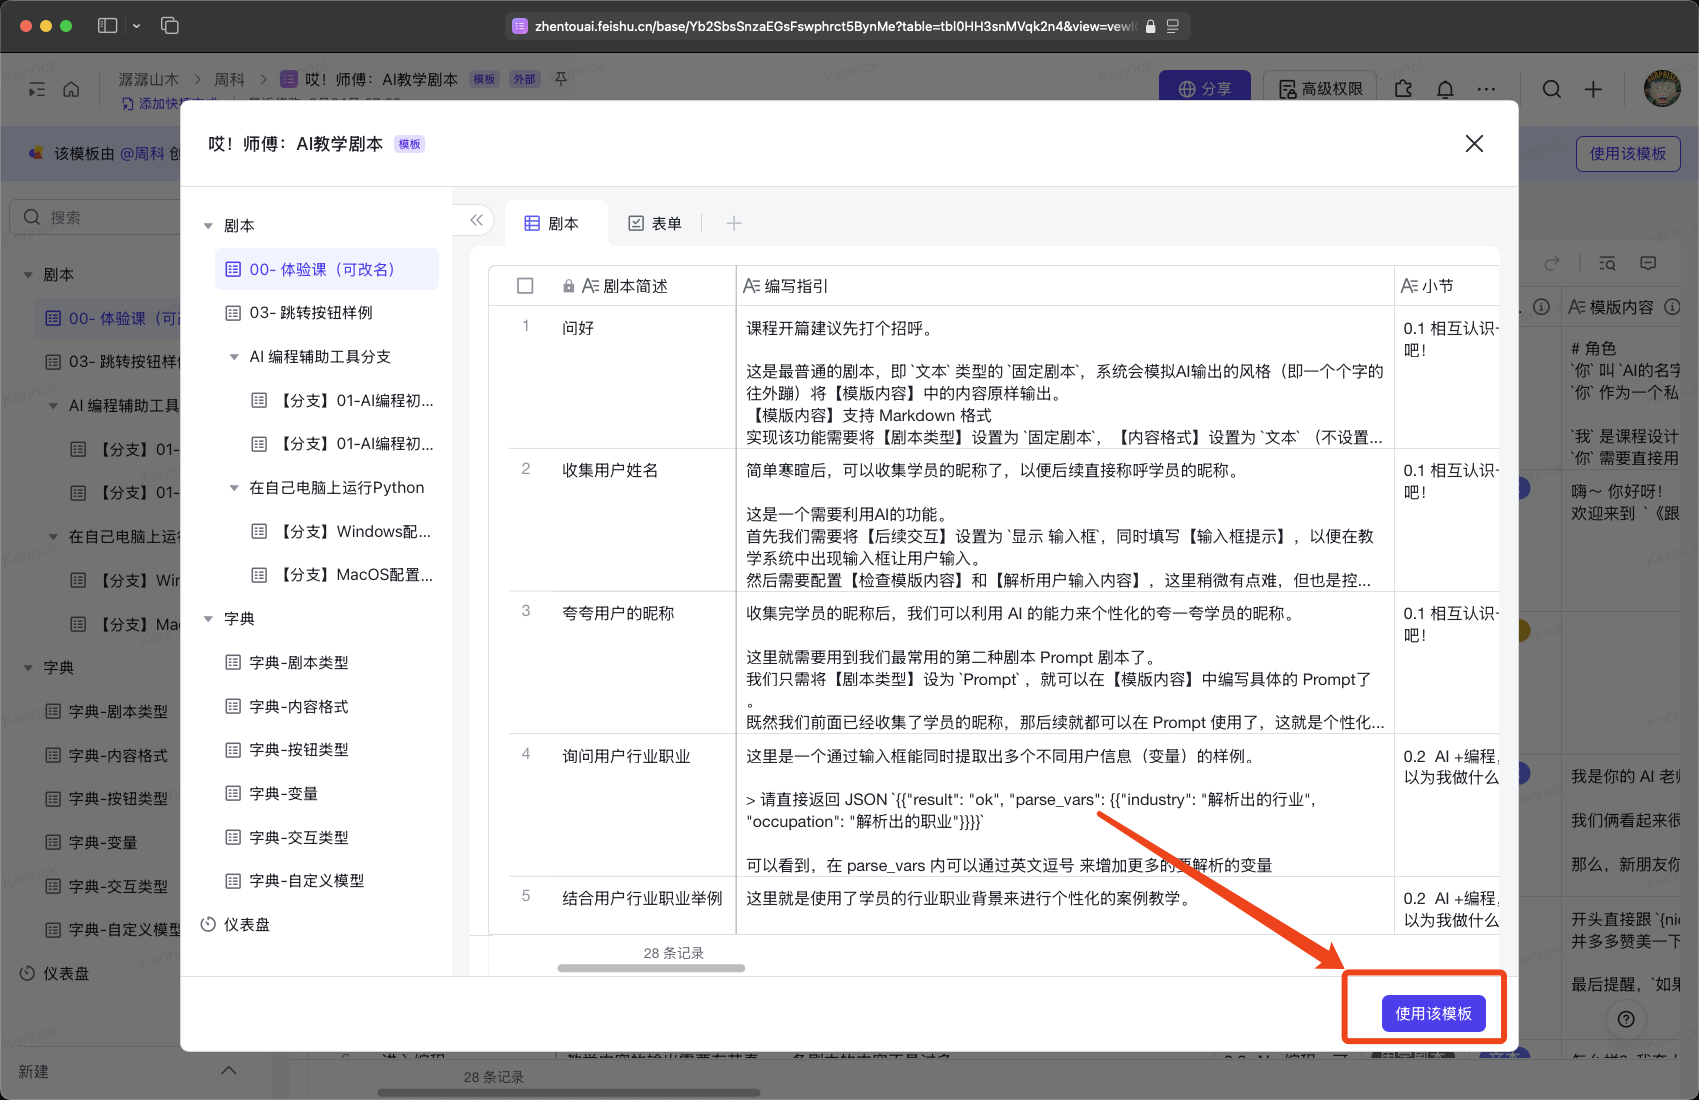 zhentouai.feishu.cn/base/Yb2SbsSnzaEGsFswphrct5BynMe?table=tbl0HH3snMVqk2n4&view=vewl
潺潺山木 > 周科 > 哎！师傅：AI教学剧本 模板 外部
分享
高级权限
该模板由 @周科 创
使用该模板
搜索
剧本
00- 体验课（可改
03- 跳转按钮样例
AI 编程辅助工具
【分支】01-
【分支】01-
在自己电脑上运行
【分支】Win
【分支】Mac
字典
字典-剧本类型
字典-内容格式
字典-按钮类型
字典-变量
字典-交互类型
字典-自定义模型
仪表盘
新建
哎！师傅：AI教学剧本 模板
剧本
00- 体验课（可改名）
03- 跳转按钮样例
AI 编程辅助工具分支
【分支】01-AI编程初...
【分支】01-AI编程初...
在自己电脑上运行Python
【分支】Windows配...
【分支】MacOS配置...
字典
字典-剧本类型
字典-内容格式
字典-按钮类型
字典-变量
字典-交互类型
字典-自定义模型
仪表盘
剧本 表单
剧本简述 编写指引 小节
1 问好
课程开篇建议先打个招呼。
这是最普通的剧本，即 `文本` 类型的 `固定剧本`，系统会模拟AI输出的风格（即一个个字的
往外蹦）将【模版内容】中的内容原样输出。
【模版内容】支持 Markdown 格式
实现该功能需要将【剧本类型】设置为 `固定剧本`，【内容格式】设置为 `文本` （不设置...
0.1 相互认识一
吧！
2 收集用户姓名
简单寒暄后，可以收集学员的昵称了，以便后续直接称呼学员的昵称。
这是一个需要利用AI的功能。
首先我们需要将【后续交互】设置为 `显示 输入框`，同时填写【输入框提示】，以便在教
学系统中出现输入框让用户输入。
然后需要配置【检查模版内容】和【解析用户输入内容】，这里稍微有点难，但也是控...
0.1 相互认识一
吧！
3 夸夸用户的昵称
收集完学员的昵称后，我们可以利用 AI 的能力来个性化的夸一夸学员的昵称。
这里就需要用到我们最常用的第二种剧本 Prompt 剧本了。
我们只需将【剧本类型】设为 `Prompt`，就可以在【模版内容】中编写具体的 Prompt了
。
既然我们前面已经收集了学员的昵称，那后续就都可以在 Prompt 使用了，这就是个性化...
0.1 相互认识一
吧！
4 询问用户行业职业
这里是一个通过输入框能同时提取出多个不同用户信息（变量）的样例。
> 请直接返回 JSON `{{"result": "ok", "parse_vars": {{"industry": "解析出的行业",
"occupation": "解析出的职业"}}}}`
可以看到，在 parse_vars 内可以通过英文逗号 来增加更多的要解析的变量
0.2 AI +编程，
以为我做什么
5 结合用户行业职业举例
这里就是使用了学员的行业职业背景来进行个性化的案例教学。
0.2 AI +编程，
以为我做什么
28 条记录
使用该模板
模版内容
# 角色
`你` 叫 `AI的名字
`你` 作为一个私
`我` 是课程设计
`你` 需要直接用
嗨～ 你好呀！
欢迎来到 `《跟
我是你的 AI 老师
我们俩看起来很
那么，新朋友你
开头直接跟 `{nic
并多多赞美一下
最后提醒，`如果
28 条记录
Kenrick